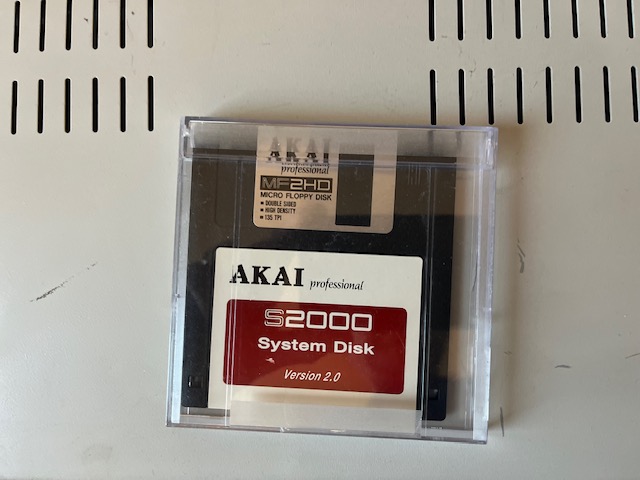 AKAI
professional
MF2HD
MICRO FLOPPY DISK
■ DOUBLE SIDED
■ HIGH DENSITY
■ 135 TPI
AKAI professional
S2000
System Disk
Version 2.0